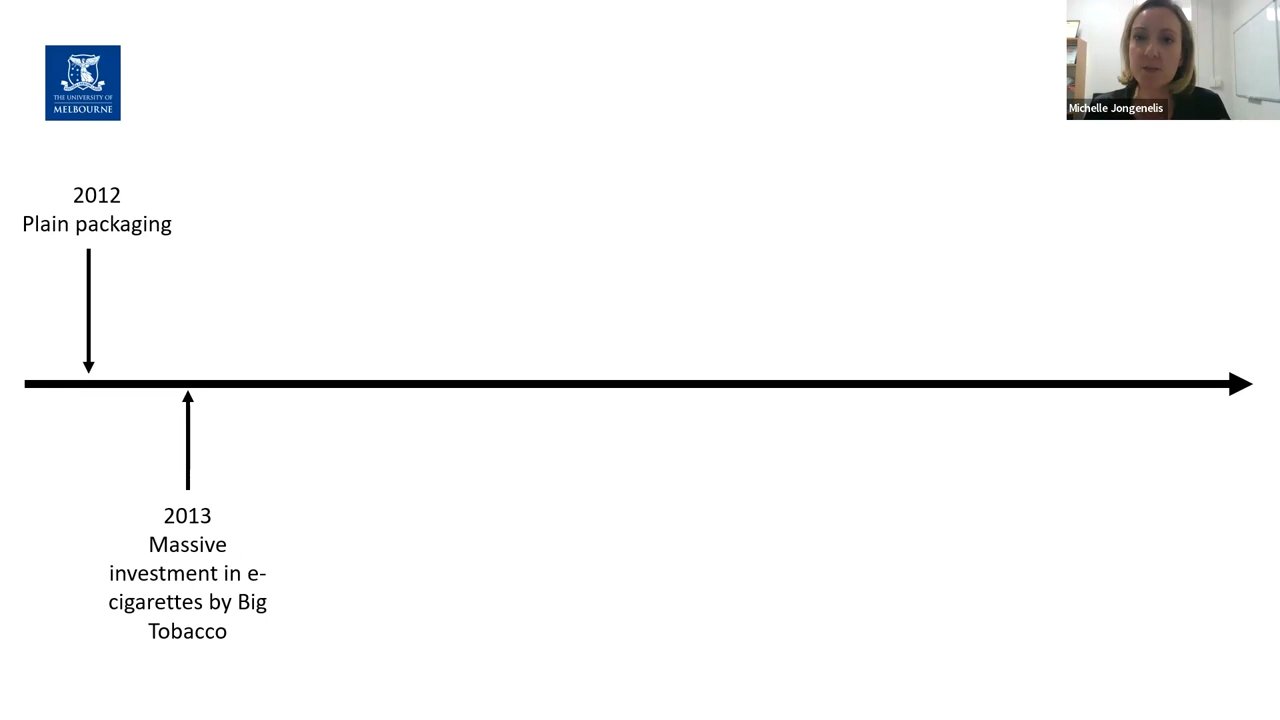 THE UNIVERSITY OF
MELBOURNE
Michelle Jongenelis
2012
Plain packaging
2013
Massive
investment in e-
cigarettes by Big
Tobacco